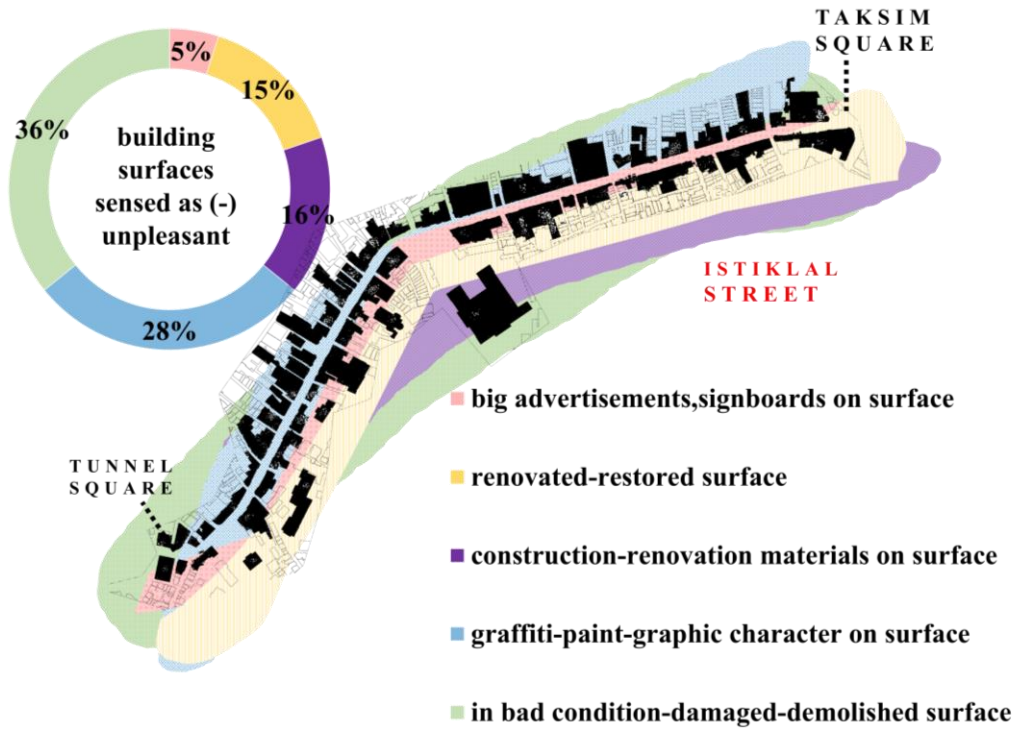 TAKSIM
SQUARE
5%
15%
36%
building
surfaces
sensed as (-)
unpleasant
16%
28%
ISTIKLAL
STREET
big advertisements,signboards on surface
TUNNEL
SQUARE
renovated-restored surface
construction-renovation materials on surface
graffiti-paint-graphic character on surface
in bad condition-damaged-demolished surface